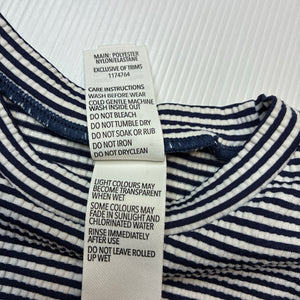 MAIN: POLYESTER
NYLON/ELASTANE
EXCLUSIVE OF TRIMS
1174764
CARE INSTRUCTIONS
WASH BEFORE WEAR
COLD GENTLE MACHINE
WASH INSIDE OUT
DO NOT BLEACH
DO NOT TUMBLE DRY
DO NOT SOAK OR RUB
DO NOT IRON
DO NOT DRYCLEAN
LIGHT COLOURS MAY
BECOME TRANSPARENT
WHEN WET
SOME COLOURS MAY
FADE IN SUNLIGHT AND
CHLORINATED WATER
RINSE IMMEDIATELY
AFTER USE
DO NOT LEAVE ROLLED
UP WET